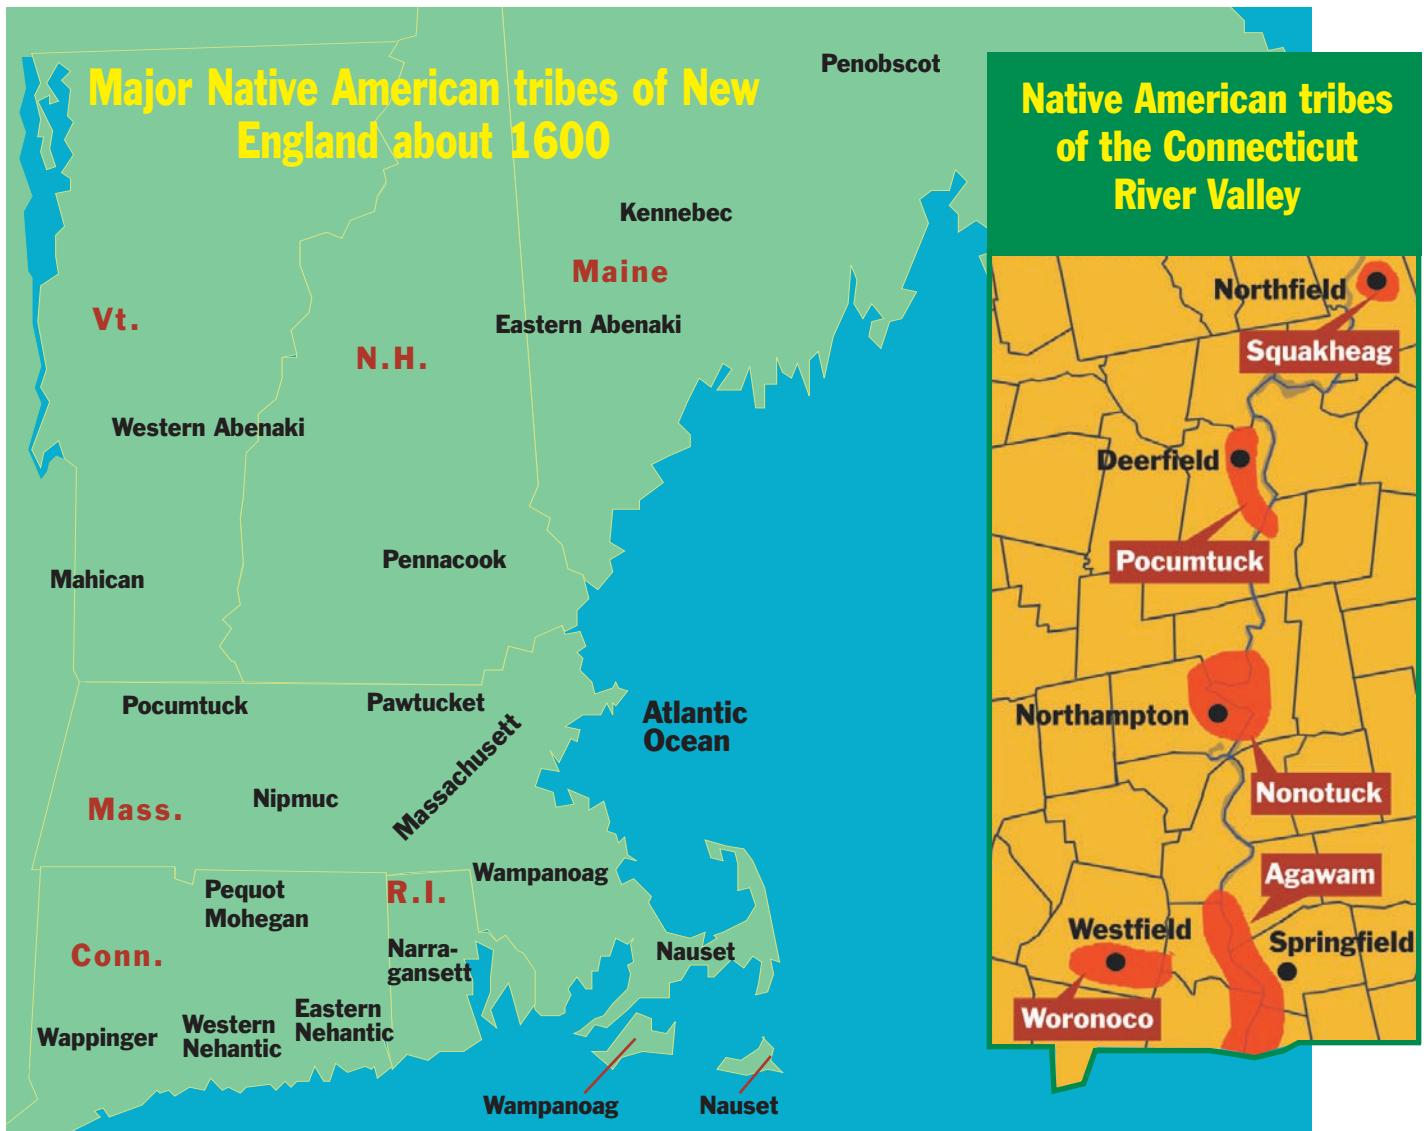 Major Native American tribes of New
England about 1600
Penobscot
Kennebec
Maine
Vt.
Eastern Abenaki
N.H.
Western Abenaki
Pennacook
Mahican
Pocumtuck
Pawtucket
Massachusett
Atlantic
Ocean
Nipmuc
Mass.
Wampanoag
Pequot
Mohegan
R.I.
Conn.
Narra-
gansett
Nauset
Eastern
Nehantic
Western
Nehantic
Wappinger
Wampanoag
Nauset
Native American tribes
of the Connecticut
River Valley
Northfield
Squakheag
Deerfield
Pocumtuck
Northampton
Nonotuck
Agawam
Westfield
Springfield
Woronoco